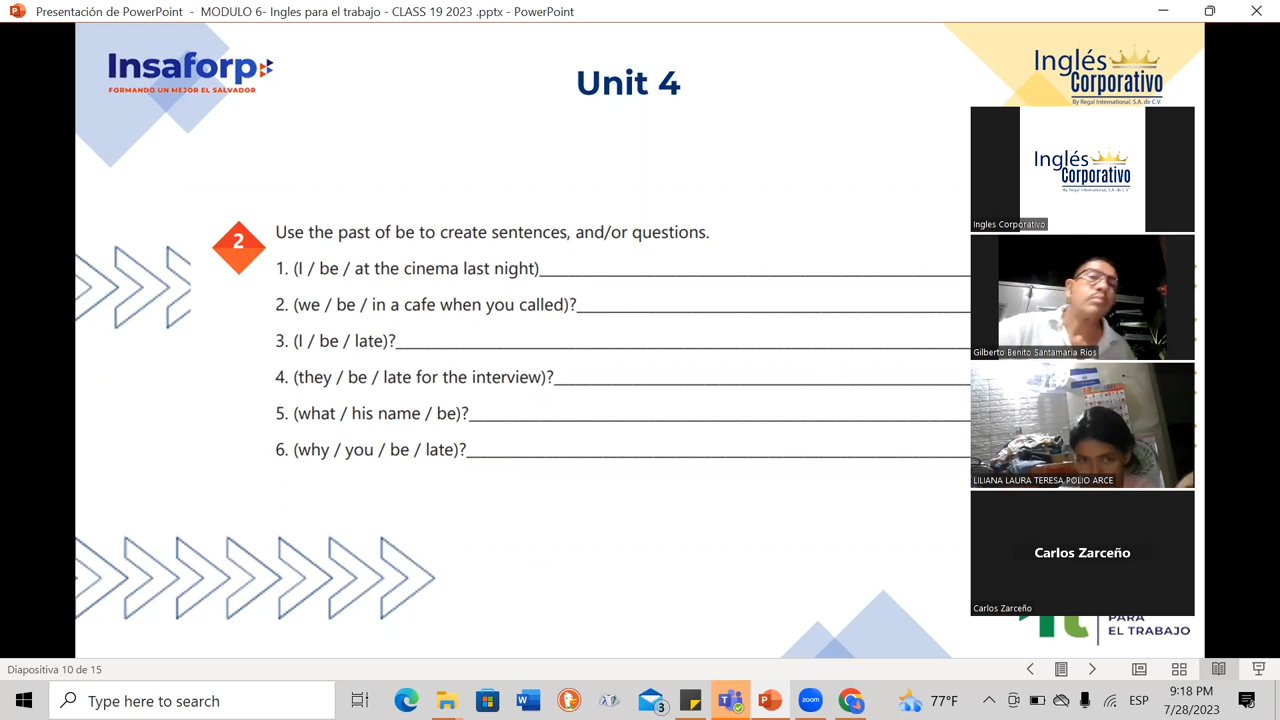 Presentación de PowerPoint - MODULO 6- Ingles para el trabajo - CLASS 19 2023 .pptx - PowerPoint
Insaforp
FORMANDO UN MEJOR EL SALVADOR
Unit 4
Inglés
Corporativo
By Regal International, S.A. de C.V.
Inglés
Corporativo
By Regal International, S.A. de C.V.
Ingles Corporativo
2
Use the past of be to create sentences, and/or questions.
1. (I / be / at the cinema last night)
2. (we / be / in a cafe when you called)?
3. (I / be / late)?
4. (they / be / late for the interview)?
5. (what / his name / be)?
6. (why / you / be / late)?
Gilberto Benito Santamaria Rios
LILIANA LAURA TERESA POLIO ARCE
Carlos Zarceño
Carlos Zarceño
PARA
EL TRABAJO
Diapositiva 10 de 15
Type here to search
3
77°F
ESP
9:18 PM
7/28/2023